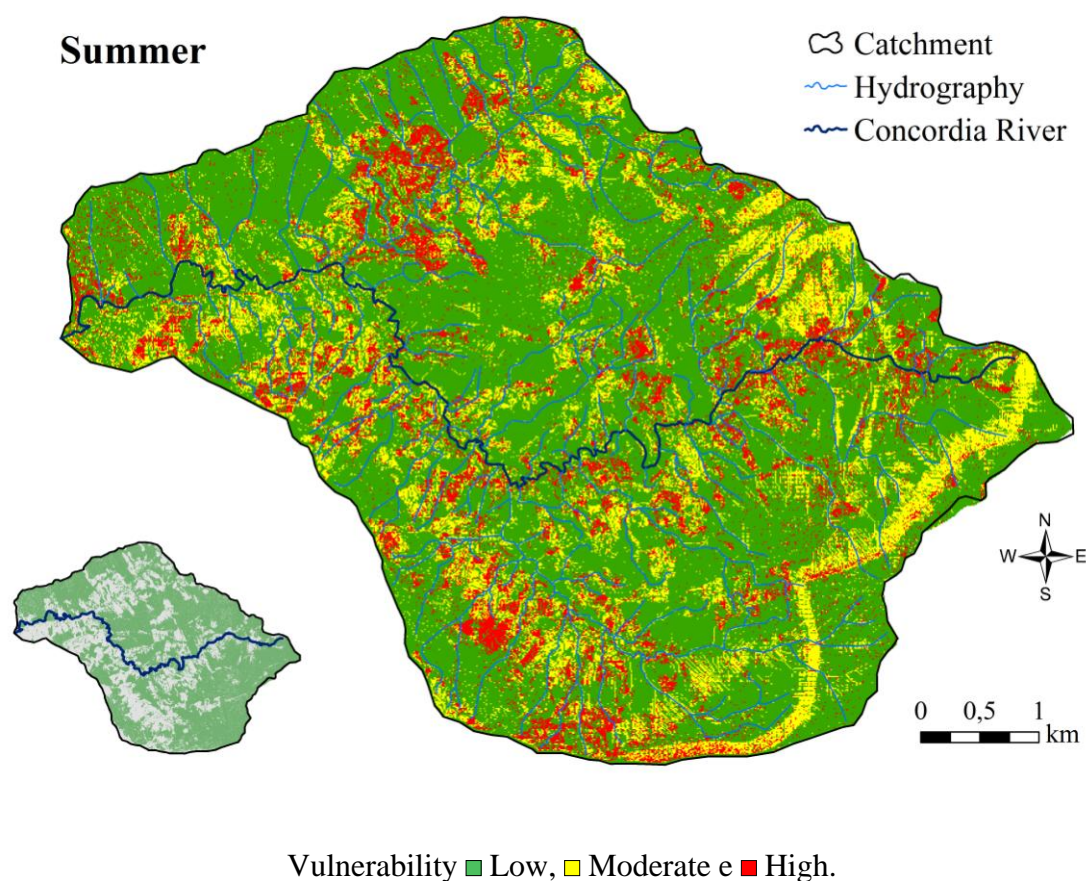 Summer
Catchment
Hydrography
Concordia River
N
W E
S
0 0,5 1
km
Vulnerability Low, Moderate e High.